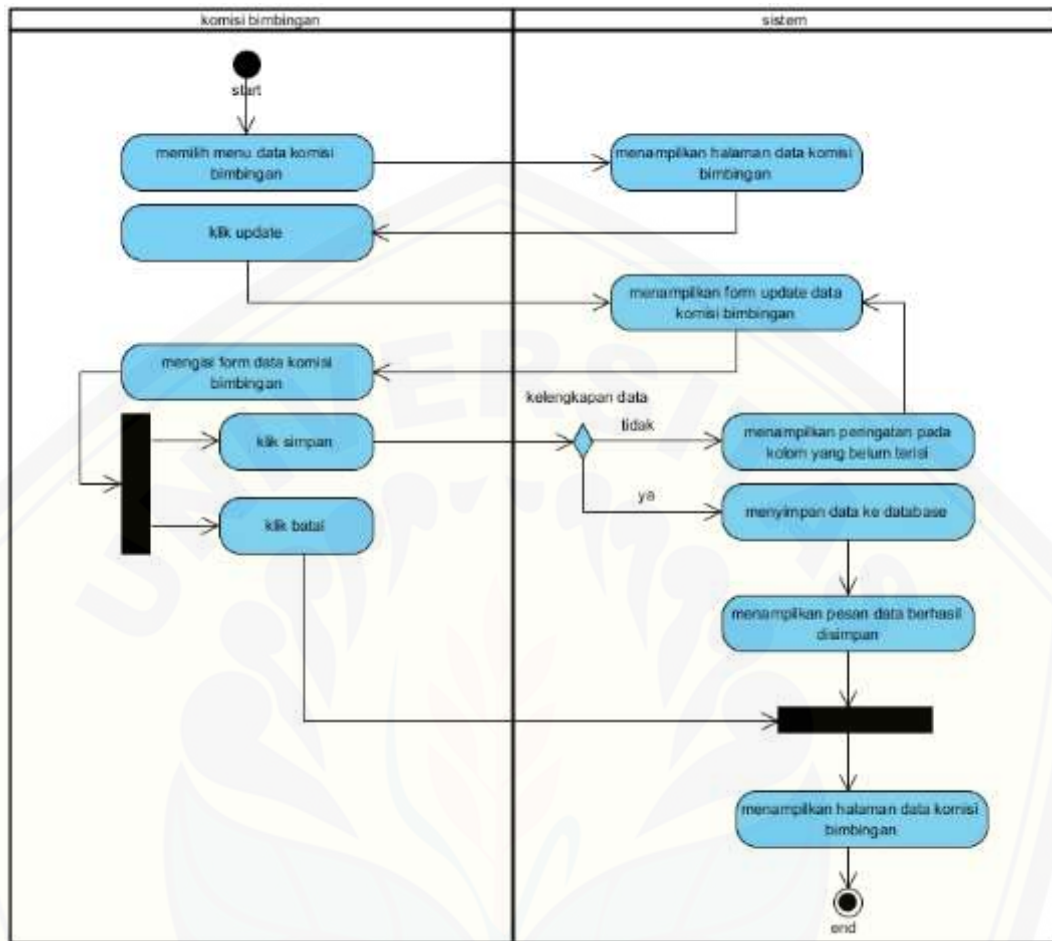 komisi bimbingan
sistem
start
memilih menu data komisi
bimbingan
menampilkan halaman data komisi
bimbingan
klik update
menampilkan form update data
komisi bimbingan
mengisi form data komisi
bimbingan
kelengkapan data
tidak
klik simpan
menampilkan peringatan pada
kolom yang belum terisi
ya
menyimpan data ke database
klik batal
menampilkan pesan data berhasil
disimpan
menampilkan halaman data komisi
bimbingan
end
UNIVERSITAS